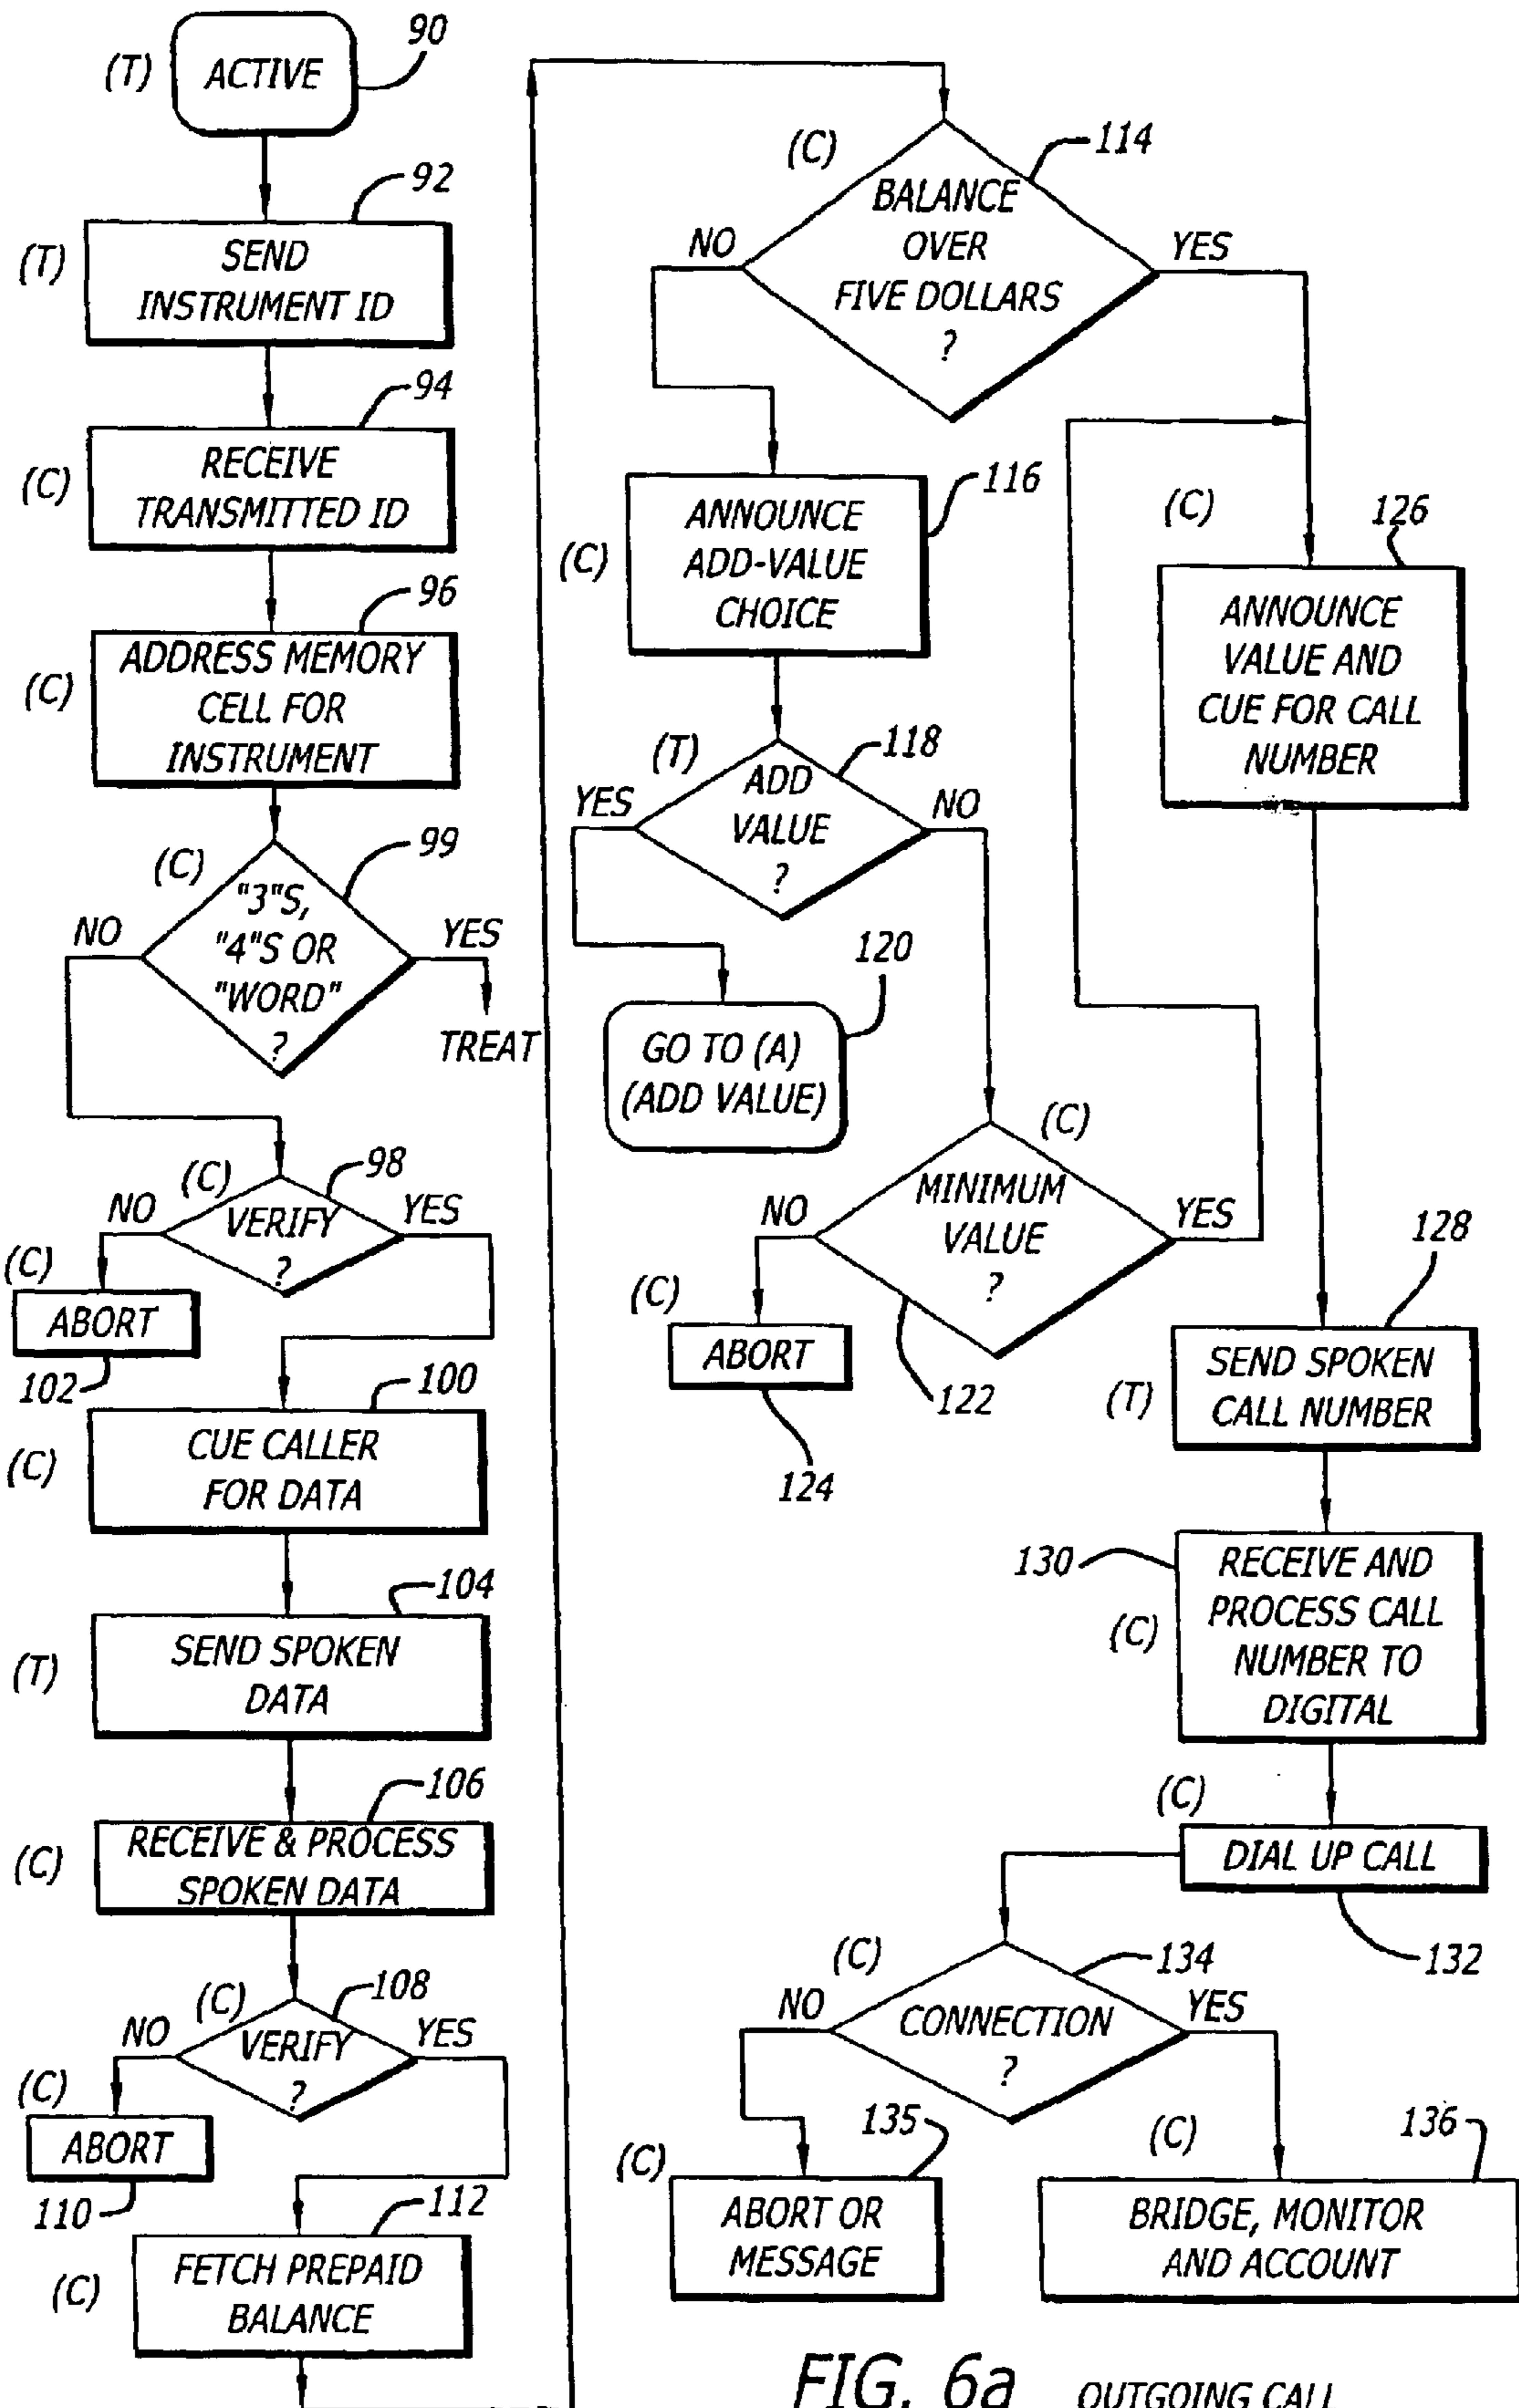 90
(T)
ACTIVE
92
(T)
SEND
INSTRUMENT ID
94
(C)
RECEIVE
TRANSMITTED ID
96
(C)
ADDRESS MEMORY
CELL FOR
INSTRUMENT
99
(C)
"3"S,
"4"S OR
"WORD"
?
NO
YES
TREAT
98
(C)
VERIFY
?
NO
YES
(C)
ABORT
102
100
(C)
CUE CALLER
FOR DATA
104
(T)
SEND SPOKEN
DATA
106
(C)
RECEIVE & PROCESS
SPOKEN DATA
108
(C)
VERIFY
?
NO
YES
(C)
ABORT
110
112
(C)
FETCH PREPAID
BALANCE
114
(C)
BALANCE
OVER
FIVE DOLLARS
?
NO
YES
116
(C)
ANNOUNCE
ADD-VALUE
CHOICE
118
(T)
ADD
VALUE
?
YES
NO
120
GO TO (A)
(ADD VALUE)
(C)
MINIMUM
VALUE
?
NO
YES
122
(C)
ABORT
124
126
(C)
ANNOUNCE
VALUE AND
CUE FOR CALL
NUMBER
128
(T)
SEND SPOKEN
CALL NUMBER
130
(C)
RECEIVE AND
PROCESS CALL
NUMBER TO
DIGITAL
(C)
DIAL UP CALL
132
134
(C)
CONNECTION
?
NO
YES
135
(C)
ABORT OR
MESSAGE
136
(C)
BRIDGE, MONITOR
AND ACCOUNT
FIG. 6a OUTGOING CALL